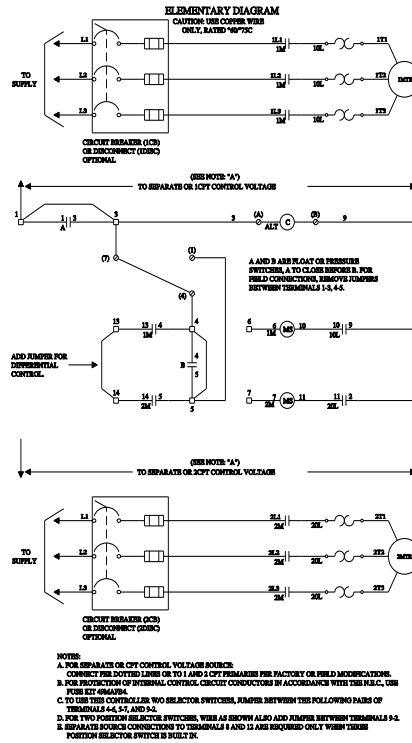 ELEMENTARY DIAGRAM
CAUTION: USE COPPER WIRE
ONLY, RATED "60/"75C
L1 1L1 1M 10L 1T1
TO
SUPPLY
L2 1L2 1M 10L 1T2
1MTR
L3 1L3 1M 10L 1T3
CIRCUIT BREAKER (1CB)
OR DISCONNECT (1DISC)
OPTIONAL
(SEE NOTE: "A")
TO SEPARATE OR 1CPT CONTROL VOLTAGE
1 1 3 A 3 3 (A) ALT C (B) 9
(7) (1)
A AND B ARE FLOAT OR PRESSURE
SWITCHES, A TO CLOSE BEFORE B. FOR
FIELD CONNECTIONS, REMOVE JUMPERS
BETWEEN TERMINALS 1-3, 4-5.
(4)
13 13 4 1M 4 6 6 1M MS 10 10 9 10L
ADD JUMPER FOR
DIFFERENTIAL
CONTROL.
4
B
5
14 14 5 2M 5 7 7 2M MS 11 11 2 20L
(SEE NOTE: "A")
TO SEPARATE OR 2CPT CONTROL VOLTAGE
L1 2L1 2M 20L 2T1
TO
SUPPLY
L2 2L2 2M 20L 2T2
2MTR
L3 2L3 2M 20L 2T3
CIRCUIT BREAKER (2CB)
OR DISCONNECT (2DISC)
OPTIONAL
NOTES:
A. FOR SEPARATE OR CPT CONTROL VOLTAGE SOURCE:
CONNECT PER DOTTED LINES OR TO 1 AND 2 CPT PRIMARIES PER FACTORY OR FIELD MODIFICATIONS.
B. FOR PROTECTION OF INTERNAL CONTROL CIRCUIT CONDUCTORS IN ACCORDANCE WITH THE N.E.C., USE
FUSE KIT 49MAFB4.
C. TO USE THIS CONTROLLER W/O SELECTOR SWITCHES, JUMPER BETWEEN THE FOLLOWING PAIRS OF
TERMINALS 4-6, 5-7, AND 9-2.
D. FOR TWO POSITION SELECTOR SWITCHES, WIRE AS SHOWN ALSO ADD JUMPER BETWEEN TERMINALS 9-2.
E. SEPARATE SOURCE CONNECTIONS TO TERMINALS 8 AND 12 ARE REQUIRED ONLY WHEN THREE
POSITION SELECTOR SWITCH IS BUILT IN.